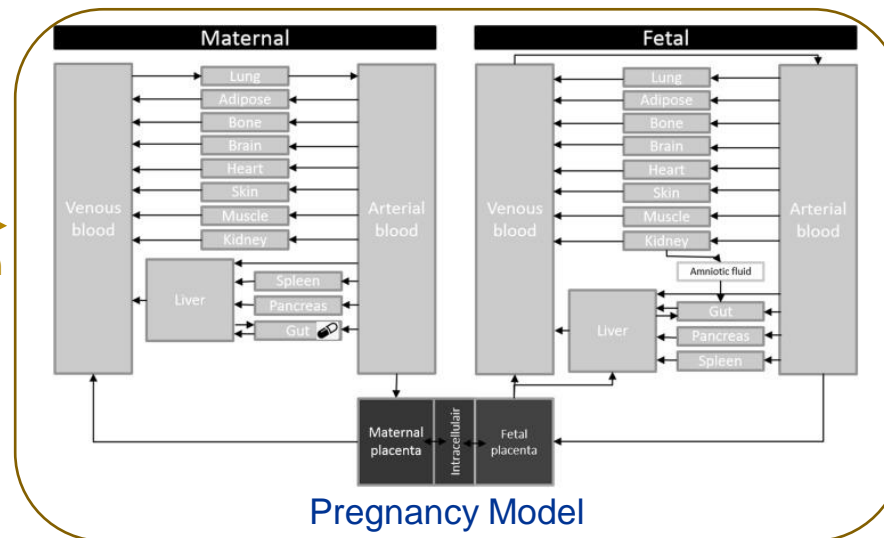 Maternal
Fetal
Lung
Adipose
Bone
Brain
Heart
Skin
Muscle
Kidney
Venous
blood
Arterial
blood
Liver
Spleen
Pancreas
Gut
Lung
Adipose
Bone
Brain
Heart
Skin
Muscle
Kidney
Venous
blood
Arterial
blood
Amniotic fluid
Liver
Gut
Pancreas
Spleen
Maternal
placenta
Intracellulair
Fetal
placenta
Pregnancy Model